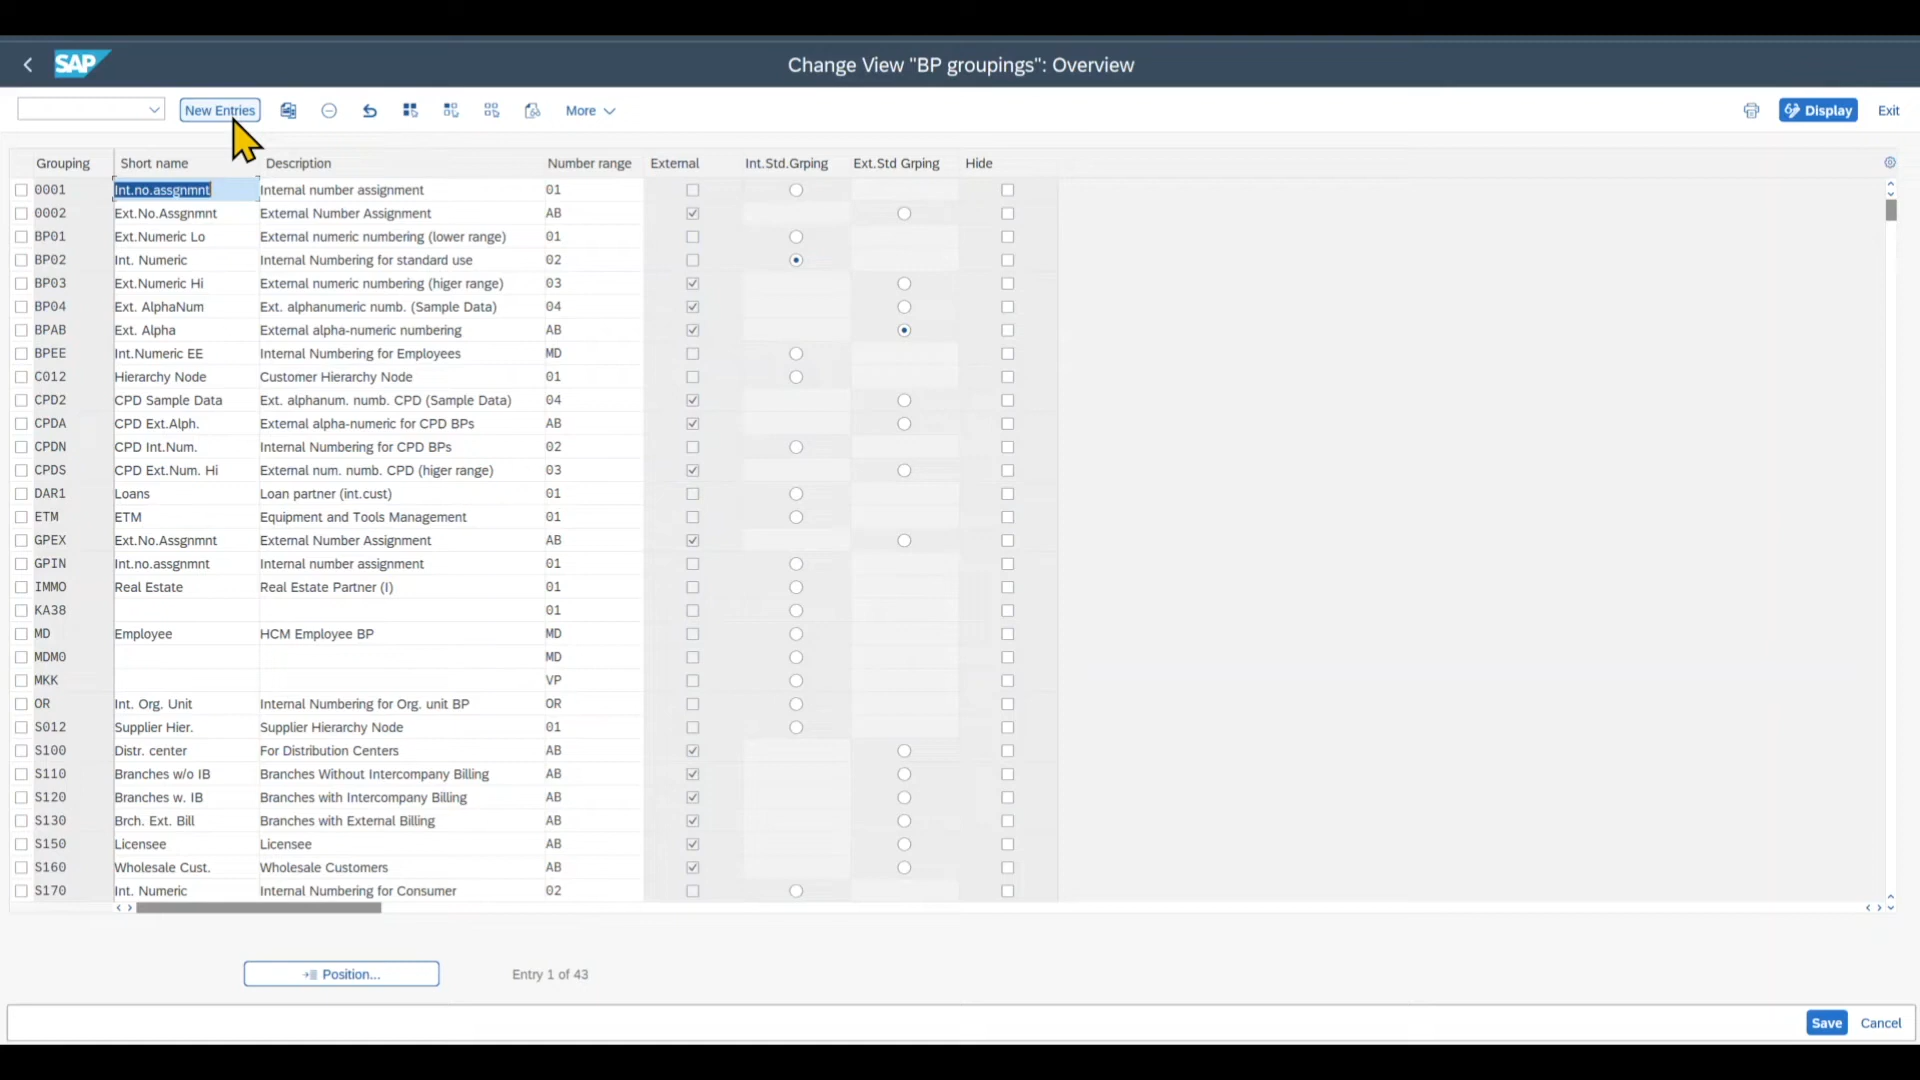 SAP
Change View "BP groupings": Overview
New Entries More Display Exit
Grouping Short name Description Number range External Int.Std.Grping Ext.Std Grping Hide
0001 Int.no.assgnmnt Internal number assignment 01
0002 Ext.No.Assgnmnt External Number Assignment AB
BP01 Ext.Numeric Lo External numeric numbering (lower range) 01
BP02 Int. Numeric Internal Numbering for standard use 02
BP03 Ext.Numeric Hi External numeric numbering (higer range) 03
BP04 Ext. AlphaNum Ext. alphanumeric numb. (Sample Data) 04
BPAB Ext. Alpha External alpha-numeric numbering AB
BPEE Int.Numeric EE Internal Numbering for Employees MD
C012 Hierarchy Node Customer Hierarchy Node 01
CPD2 CPD Sample Data Ext. alphanum. numb. CPD (Sample Data) 04
CPDA CPD Ext.Alph. External alpha-numeric for CPD BPs AB
CPDN CPD Int.Num. Internal Numbering for CPD BPs 02
CPDS CPD Ext.Num. Hi External num. numb. CPD (higer range) 03
DAR1 Loans Loan partner (int.cust) 01
ETM ETM Equipment and Tools Management 01
GPEX Ext.No.Assgnmnt External Number Assignment AB
GPIN Int.no.assgnmnt Internal number assignment 01
IMMO Real Estate Real Estate Partner (I) 01
KA38 01
MD Employee HCM Employee BP MD
MDM0 MD
MKK VP
OR Int. Org. Unit Internal Numbering for Org. unit BP OR
S012 Supplier Hier. Supplier Hierarchy Node 01
S100 Distr. center For Distribution Centers AB
S110 Branches w/o IB Branches Without Intercompany Billing AB
S120 Branches w. IB Branches with Intercompany Billing AB
S130 Brch. Ext. Bill Branches with External Billing AB
S150 Licensee Licensee AB
S160 Wholesale Cust. Wholesale Customers AB
S170 Int. Numeric Internal Numbering for Consumer 02
Position... Entry 1 of 43
Save Cancel